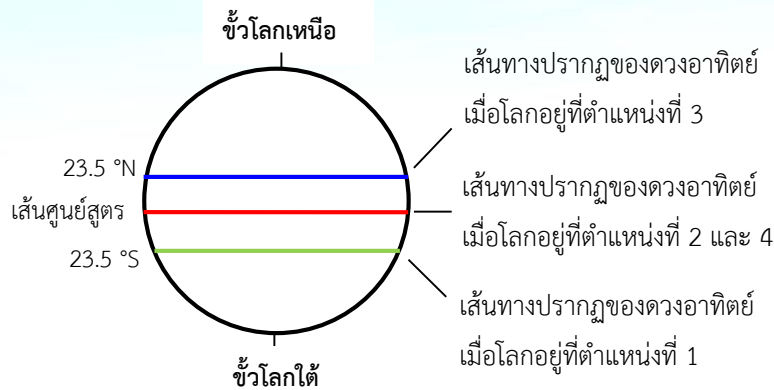 ขั้วโลกเหนือ
เส้นทางปรากฏของดวงอาทิตย์
เมื่อโลกอยู่ที่ตำแหน่งที่ 3
23.5 °N
เส้นศูนย์สูตร
เส้นทางปรากฏของดวงอาทิตย์
เมื่อโลกอยู่ที่ตำแหน่งที่ 2 และ 4
23.5 °S
เส้นทางปรากฏของดวงอาทิตย์
เมื่อโลกอยู่ที่ตำแหน่งที่ 1
ขั้วโลกใต้